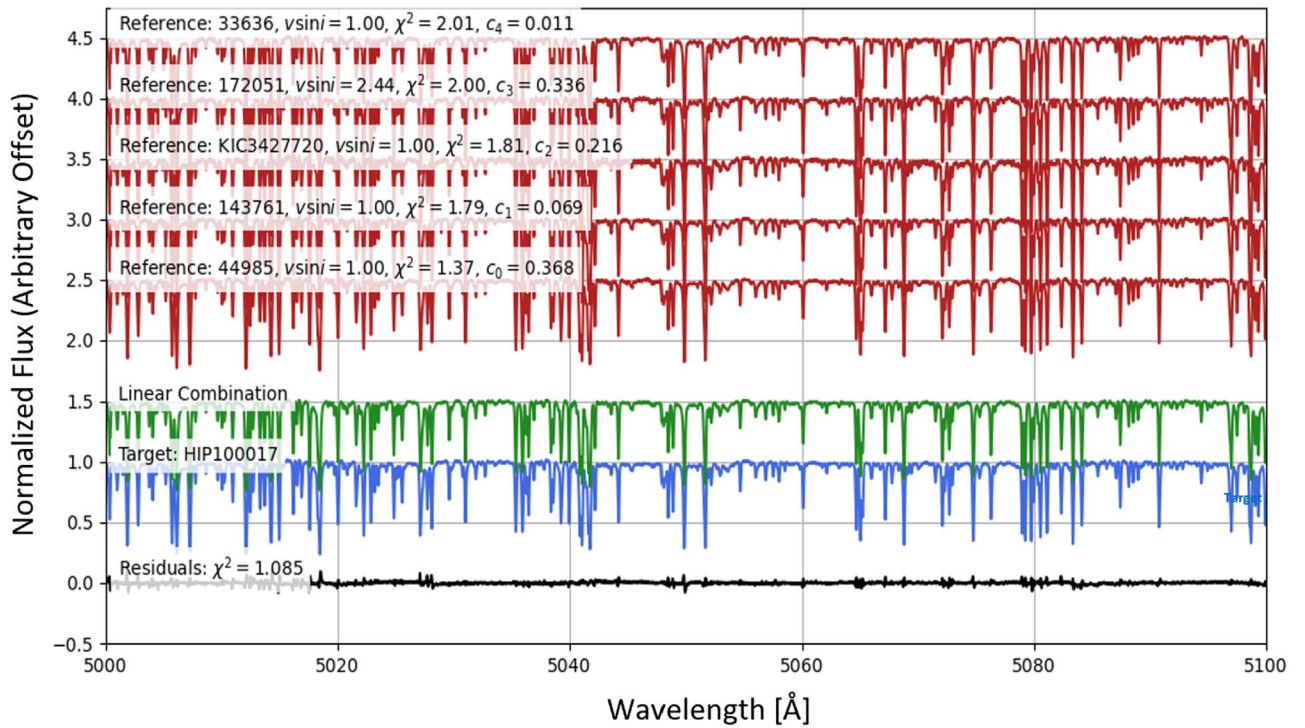 Reference: 33636, vsini = 1.00, χ² = 2.01, c₄ = 0.011
Reference: 172051, vsini = 2.44, χ² = 2.00, c₃ = 0.336
Reference: KIC3427720, vsini = 1.00, χ² = 1.81, c₂ = 0.216
Reference: 143761, vsini = 1.00, χ² = 1.79, c₁ = 0.069
Reference: 44985, vsini = 1.00, χ² = 1.37, c₀ = 0.368
Linear Combination
Target: HIP100017
Target
Residuals: χ² = 1.085
Normalized Flux (Arbitrary Offset)
4.5
4.0
3.5
3.0
2.5
2.0
1.5
1.0
0.5
0.0
−0.5
5000 5020 5040 5060 5080 5100
Wavelength [Å]